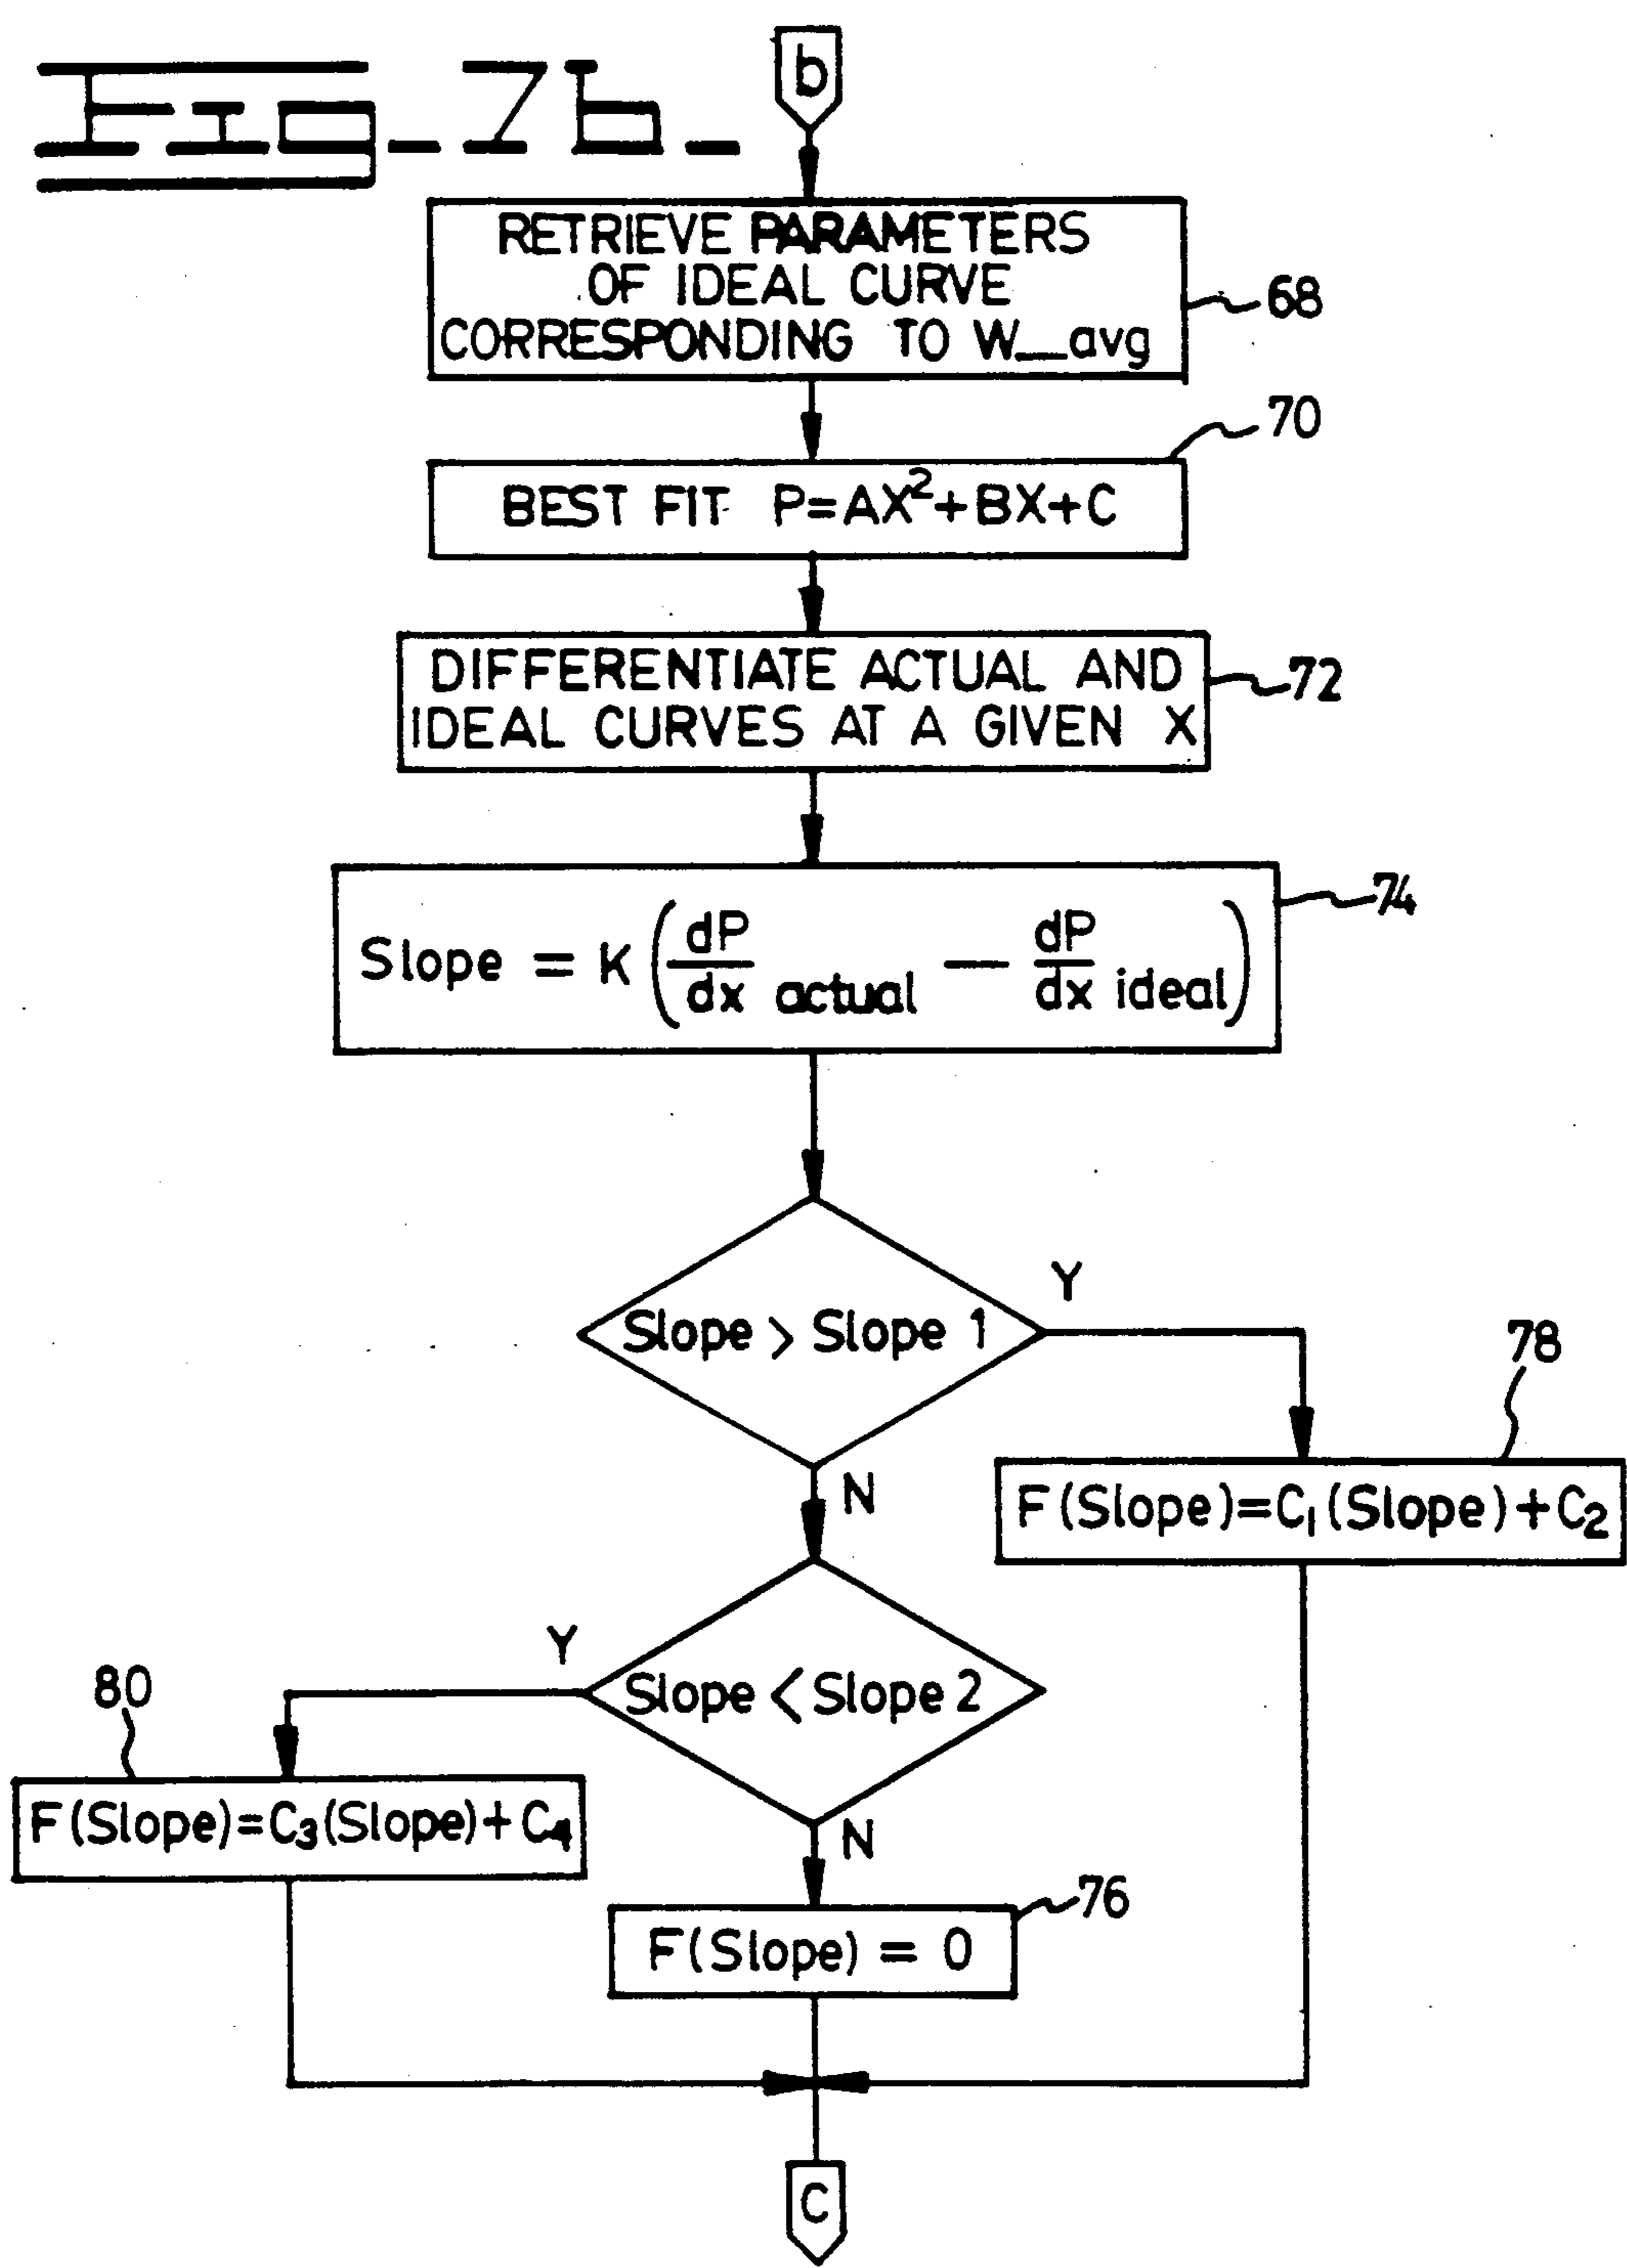 Fig_7b_
b
RETRIEVE PARAMETERS
OF IDEAL CURVE
CORRESPONDING TO W__avg
68
70
BEST FIT P=AX²+BX+C
DIFFERENTIATE ACTUAL AND
IDEAL CURVES AT A GIVEN X
72
74
Slope = K (dP/dx actual — dP/dx ideal)
Slope > Slope 1
Y
78
N
F(Slope)=C₁(Slope)+C₂
Y
Slope < Slope 2
80
F(Slope)=C₃(Slope)+C₄
N
76
F(Slope) = 0
C